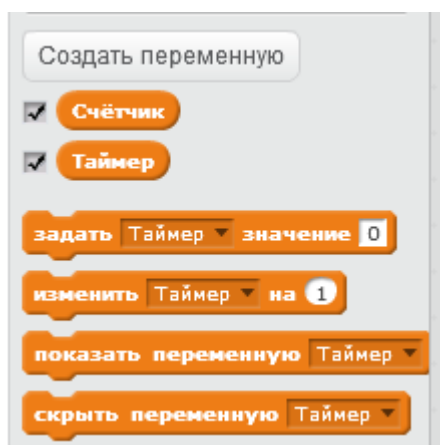 Создать переменную
Счётчик
Таймер
задать Таймер значение 0
изменить Таймер на 1
показать переменную Таймер
скрыть переменную Таймер